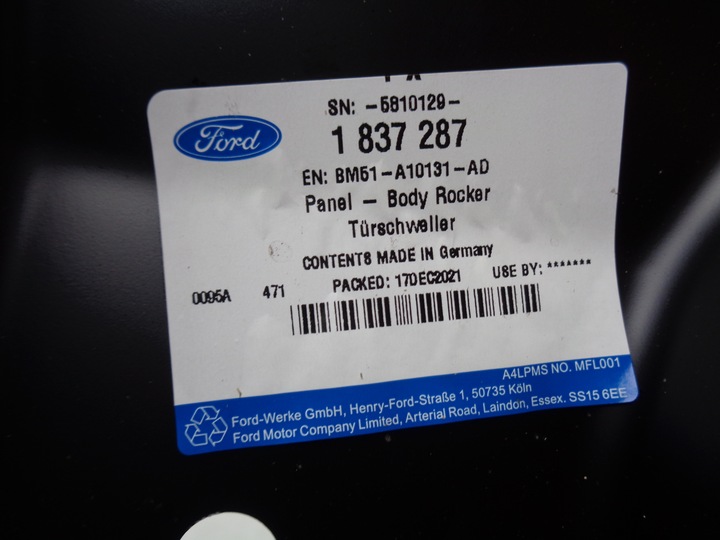 1 X
SN: -5810129-
Ford
1 837 287
EN: BM51-A10131-AD
Panel - Body Rocker
Türschweller
CONTENTS MADE IN Germany
PACKED: 17DEC2021 USE BY: *******
0095A 471
A4LPMS NO. MFL001
Ford-Werke GmbH, Henry-Ford-Straße 1, 50735 Köln
Ford Motor Company Limited, Arterial Road, Laindon, Essex. SS15 6EE